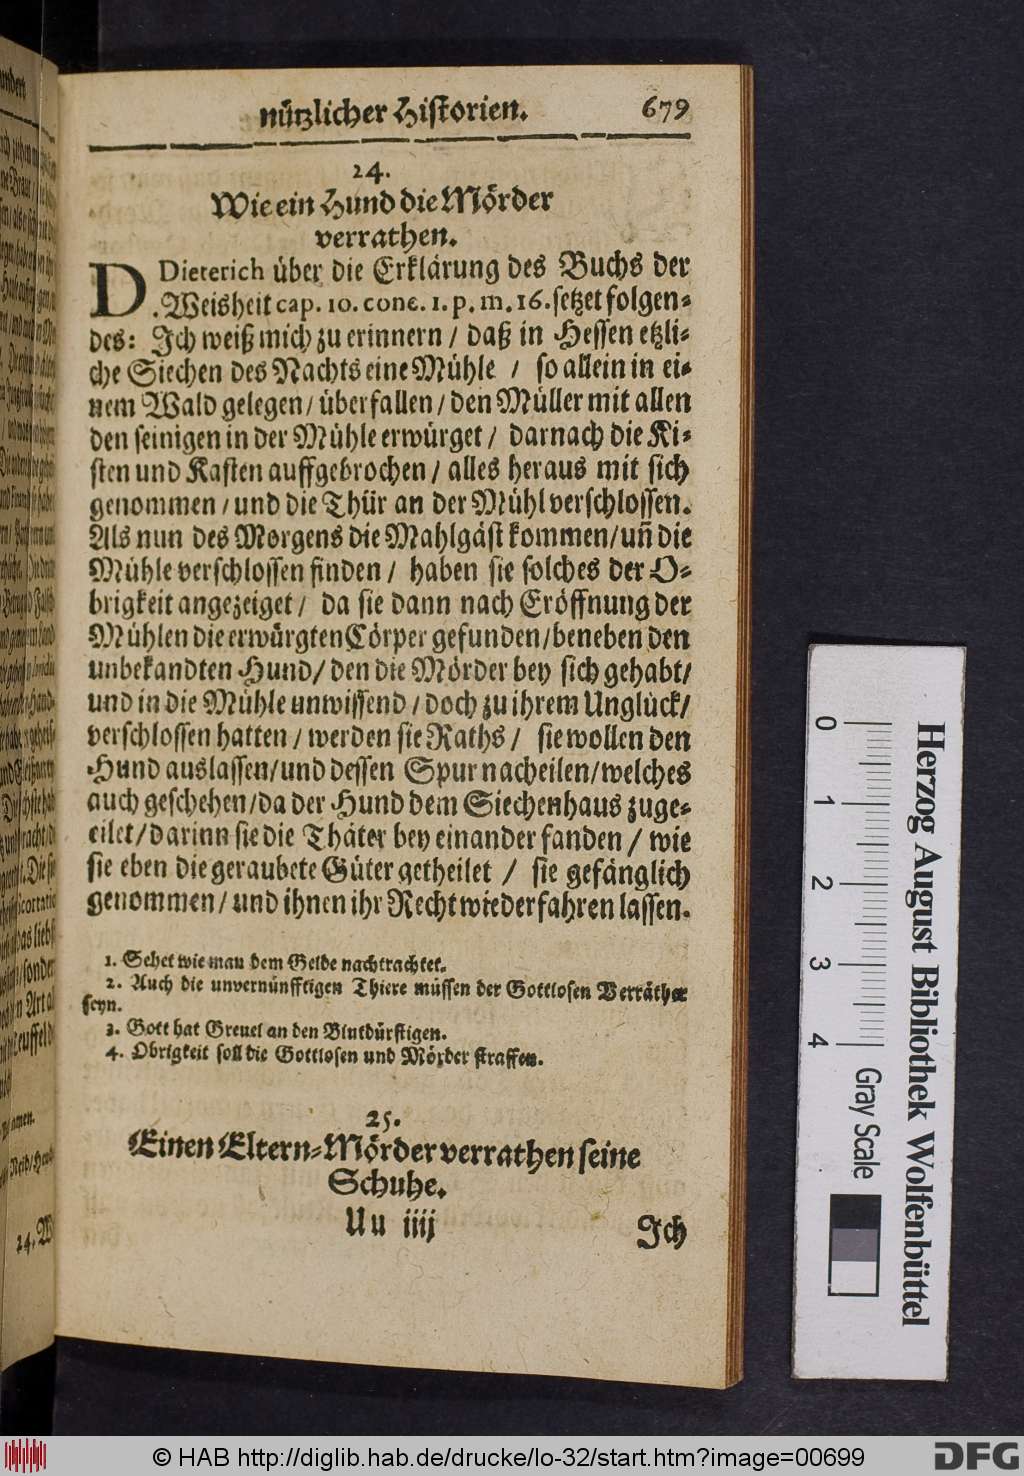 nützlicher Historien. 679
24.
Wie ein Hund die Mörder
verrathen.
D Dieterich über die Erklärung des Buchs der
.Weisheit cap. 10. conc. 1. p. m. 16. setzet folgen-
des: Ich weiß mich zu erinnern / daß in Hessen etzli-
che Siechen des Nachts eine Mühle / so allein in ei-
nem Wald gelegen / überfallen / den Müller mit allen
den seinigen in der Mühle erwürget / darnach die Ki-
sten und Kasten auffgebrochen / alles heraus mit sich
genommen / und die Thür an der Mühl verschlossen.
Als nun des Morgens die Mahlgäst kommen / uñ die
Mühle verschlossen finden / haben sie solches der O-
brigkeit angezeiget / da sie dann nach Eröffnung der
Mühlen die erwürgten Cörper gefunden / beneben den
unbekandten Hund / den die Mörder bey sich gehabt /
und in die Mühle unwissend / doch zu ihrem Unglück /
verschlossen hatten / werden sie Raths / sie wollen den
Hund auslassen / und dessen Spur nacheilen / welches
auch geschehen / da der Hund dem Siechenhaus zuge-
eilet / darinn sie die Thäter bey einander fanden / wie
sie eben die geraubete Güter getheilet / sie gefänglich
genommen / und ihnen ihr Recht wiederfahren lassen.
1. Sehet wie man dem Gelde nachtrachtet.
2. Auch die unvernünfftigen Thiere müssen der Gottlosen Verräther
seyn.
3. Gott hat Greuel an den Blutdürstigen.
4. Obrigkeit soll die Gottlosen und Mörder straffen.
25.
Einen Eltern-Mörder verrathen seine
Schuhe.
Uu iiij Ich
0 1 2 3 4
Gray Scale
Herzog August Bibliothek Wolfenbüttel
© HAB http://diglib.hab.de/drucke/lo-32/start.htm?image=00699
DFG